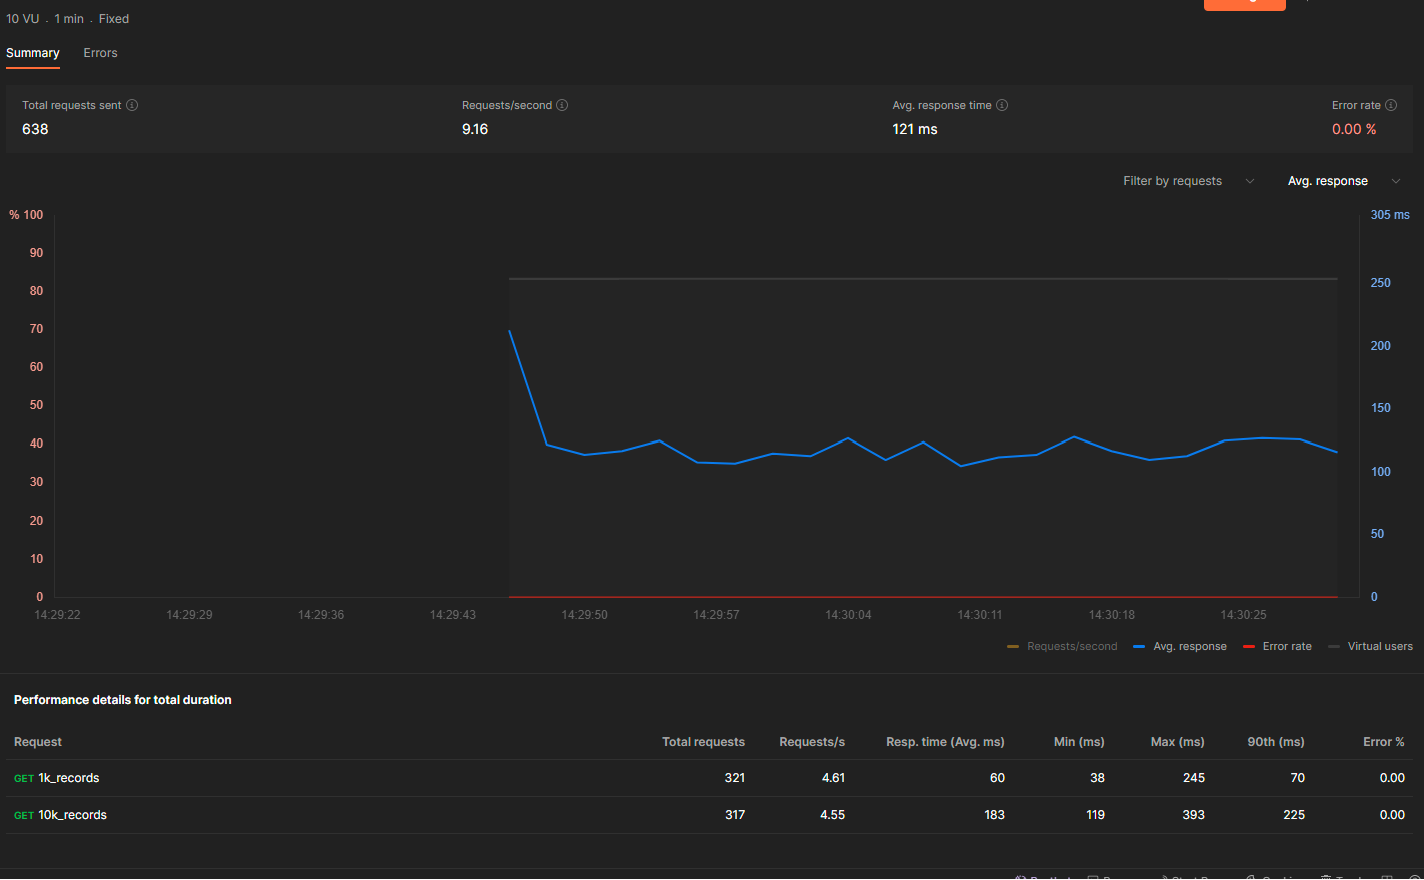 10 VU . 1 min . Fixed
Summary Errors
Total requests sent Requests/second Avg. response time Error rate
638 9.16 121 ms 0.00 %
Filter by requests Avg. response
% 100 305 ms
90
250
80
70
200
60
50
150
40
100
30
20
50
10
0 0
14:29:22 14:29:29 14:29:36 14:29:43 14:29:50 14:29:57 14:30:04 14:30:11 14:30:18 14:30:25
Requests/second Avg. response Error rate Virtual users
Performance details for total duration
Request Total requests Requests/s Resp. time (Avg. ms) Min (ms) Max (ms) 90th (ms) Error %
GET 1k_records 321 4.61 60 38 245 70 0.00
GET 10k_records 317 4.55 183 119 393 225 0.00